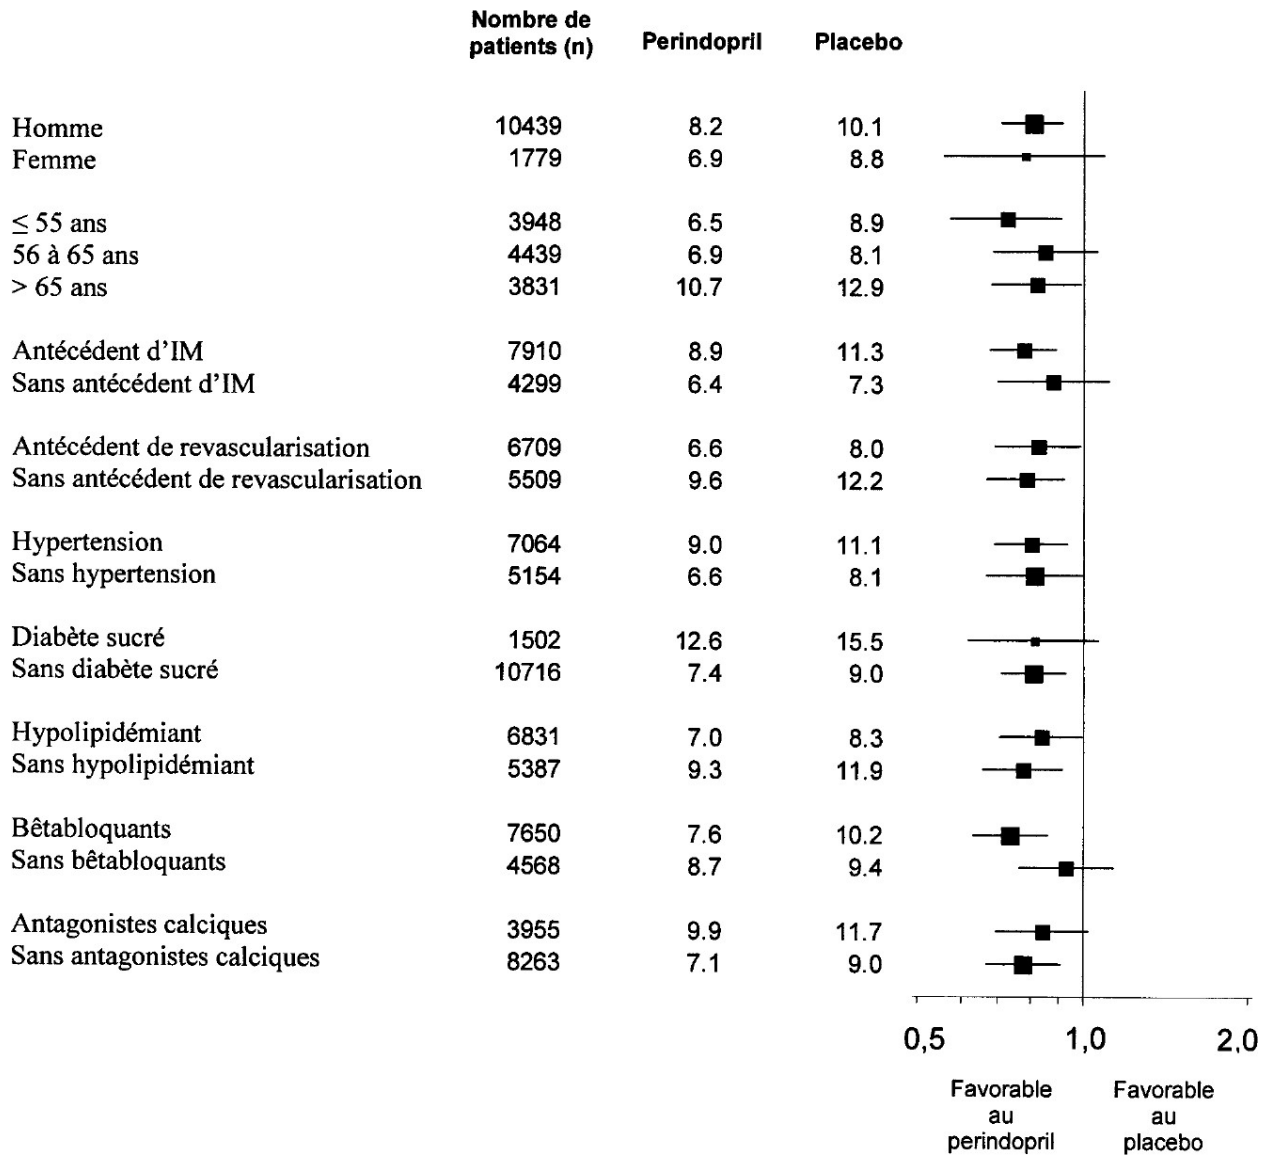 Nombre de
patients (n) Perindopril Placebo
Homme 10439 8.2 10.1
Femme 1779 6.9 8.8
≤ 55 ans 3948 6.5 8.9
56 à 65 ans 4439 6.9 8.1
> 65 ans 3831 10.7 12.9
Antécédent d'IM 7910 8.9 11.3
Sans antécédent d'IM 4299 6.4 7.3
Antécédent de revascularisation 6709 6.6 8.0
Sans antécédent de revascularisation 5509 9.6 12.2
Hypertension 7064 9.0 11.1
Sans hypertension 5154 6.6 8.1
Diabète sucré 1502 12.6 15.5
Sans diabète sucré 10716 7.4 9.0
Hypolipidémiant 6831 7.0 8.3
Sans hypolipidémiant 5387 9.3 11.9
Bêtabloquants 7650 7.6 10.2
Sans bêtabloquants 4568 8.7 9.4
Antagonistes calciques 3955 9.9 11.7
Sans antagonistes calciques 8263 7.1 9.0
0,5 1,0 2,0
Favorable Favorable
au au
perindopril placebo